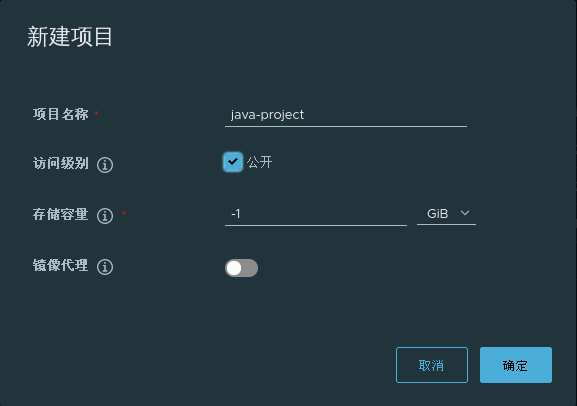 新建项目
项目名称 * java-project
访问级别 公开
存储容量 * -1 GiB
镜像代理
取消 确定